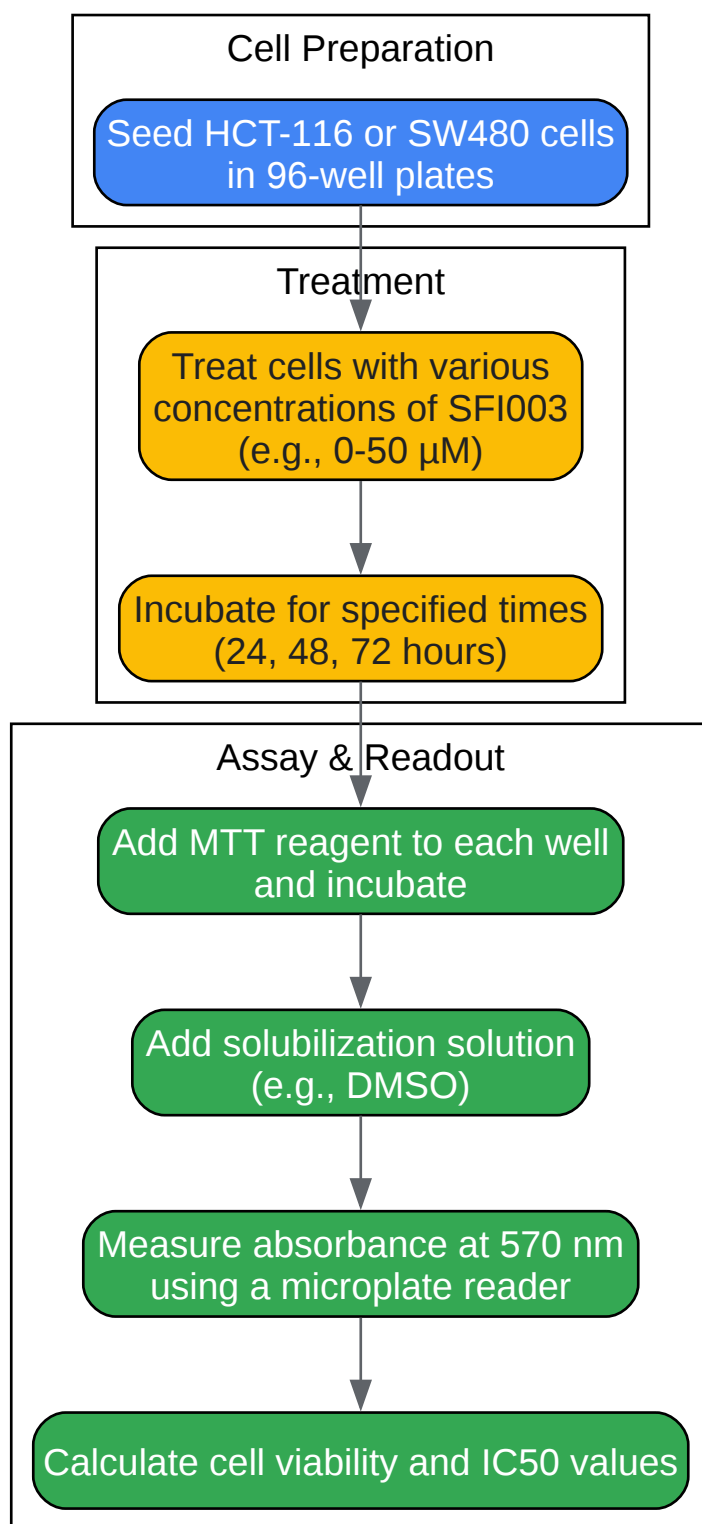 Cell Preparation
Seed HCT-116 or SW480 cells
in 96-well plates
Treatment
Treat cells with various
concentrations of SFI003
(e.g., 0-50 µM)
Incubate for specified times
(24, 48, 72 hours)
Assay & Readout
Add MTT reagent to each well
and incubate
Add solubilization solution
(e.g., DMSO)
Measure absorbance at 570 nm
using a microplate reader
Calculate cell viability and IC50 values